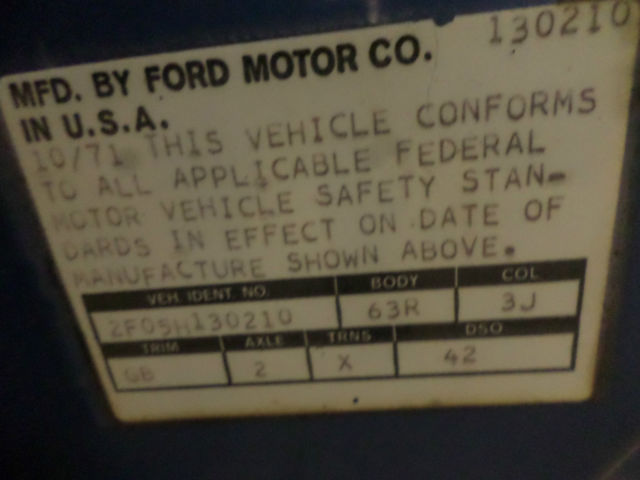 130210
MFD. BY FORD MOTOR CO.
IN U.S.A.
10/71 THIS VEHICLE CONFORMS
TO ALL APPLICABLE FEDERAL
MOTOR VEHICLE SAFETY STAN-
DARDS IN EFFECT ON DATE OF
MANUFACTURE SHOWN ABOVE.
VEH. IDENT. NO. BODY COL
2F05H130210 63R 3J
TRIM AXLE TRNS DSO
GB 2 X 42